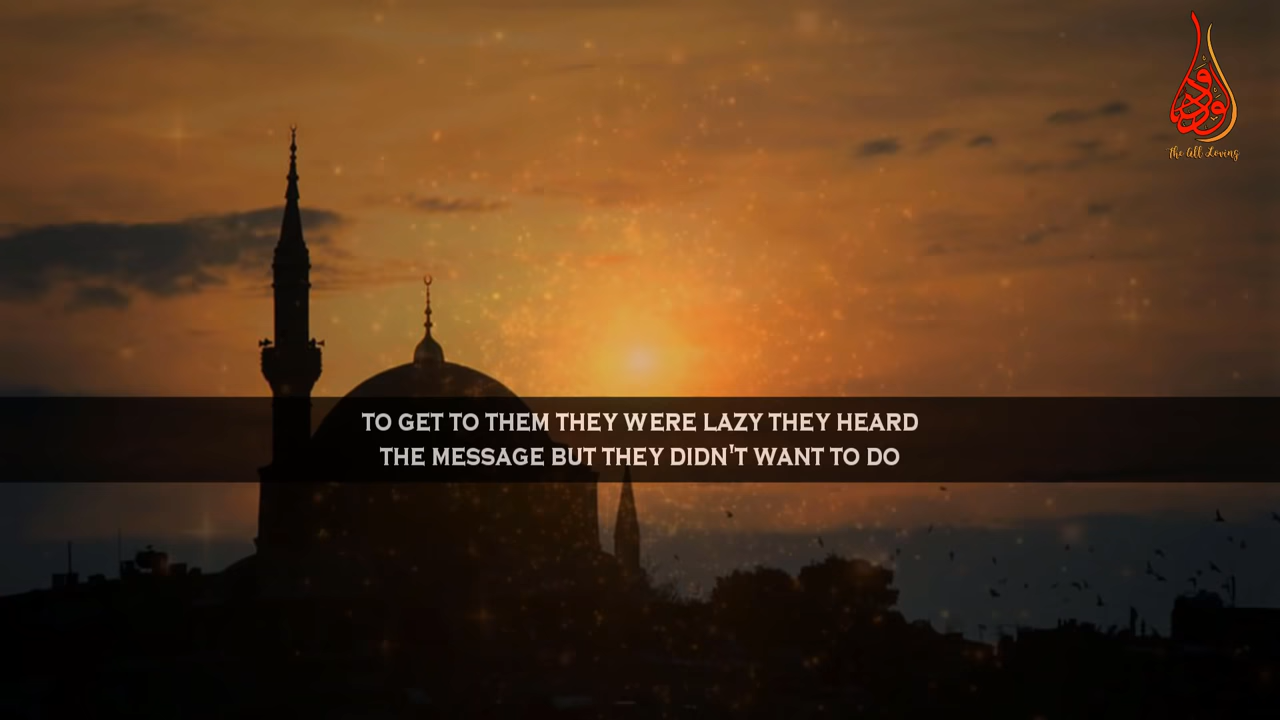 الودود
The All Loving
TO GET TO THEM THEY WERE LAZY THEY HEARD
THE MESSAGE BUT THEY DIDN'T WANT TO DO